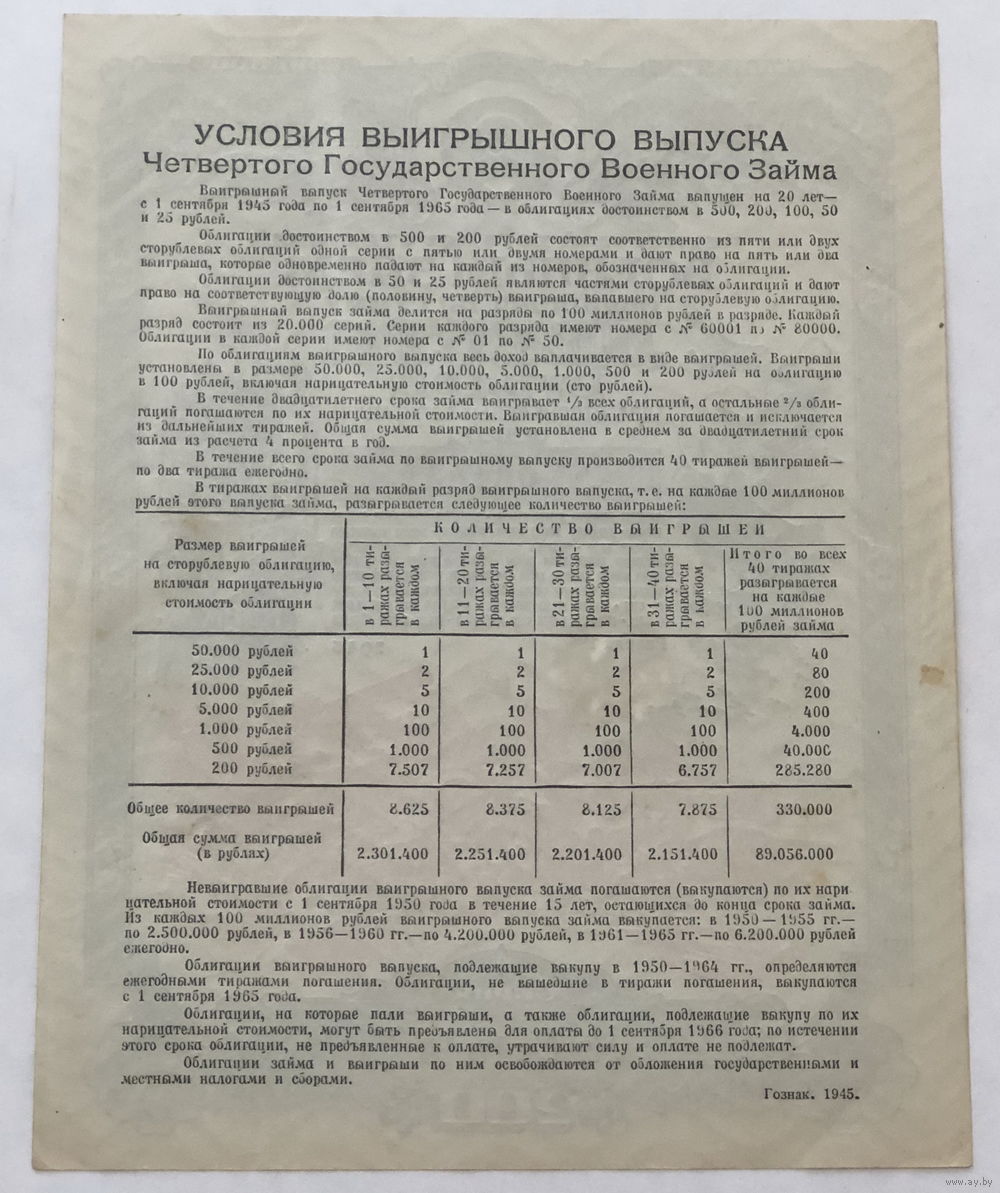 УСЛОВИЯ ВЫИГРЫШНОГО ВЫПУСКА
Четвертого Государственного Военного Займа
Выигрышный выпуск Четвертого Государственного Военного Займа выпущен на 20 лет—
с 1 сентября 1945 года по 1 сентября 1965 года — в облигациях достоинством в 500, 200, 100, 50
и 25 рублей.
Облигации достоинством в 500 и 200 рублей состоят соответственно из пяти или двух
сторублевых облигаций одной серии с пятью или двумя номерами и дают право на пять или два
выигрыша, которые одновременно падают на каждый из номеров, обозначенных на облигации.
Облигации достоинством в 50 и 25 рублей являются частями сторублевых облигаций и дают
право на соответствующую долю (половину, четверть) выигрыша, выпавшего на сторублевую облигацию.
Выигрышный выпуск займа делится на разряды по 100 миллионов рублей в разряде. Каждый
разряд состоит из 20.000 серий. Серии каждого разряда имеют номера с № 60001 по № 80000.
Облигации в каждой серии имеют номера с № 01 по № 50.
По облигациям выигрышного выпуска весь доход выплачивается в виде выигрышей. Выигрыши
установлены в размере 50.000, 25.000, 10.000, 5.000, 1.000, 500 и 200 рублей на облигацию
в 100 рублей, включая нарицательную стоимость облигации (сто рублей).
В течение двадцатилетнего срока займа выигрывает 1/3 всех облигаций, а остальные 2/3 обли-
гаций погашаются по их нарицательной стоимости. Выигравшая облигация погашается и исключается
из дальнейших тиражей. Общая сумма выигрышей установлена в среднем за двадцатилетний срок
займа из расчета 4 процента в год.
В течение всего срока займа по выигрышному выпуску производится 40 тиражей выигрышей—
по два тиража ежегодно.
В тиражах выигрышей на каждый разряд выигрышного выпуска, т. е. на каждые 100 миллионов
рублей этого выпуска займа, разыгрывается следующее количество выигрышей:
Размер выигрышей
на сторублевую облигацию,
включая нарицательную
стоимость облигации
КОЛИЧЕСТВО ВЫИГРЫШЕЙ
в 1—10 ти-
ражах разы-
грывается
в каждом
в 11—20 ти-
ражах разы-
грывается
в каждом
в 21—30 ти-
ражах разы-
грывается
в каждом
в 31—40 ти-
ражах разы-
грывается
в каждом
Итого во всех
40 тиражах
разыгрывается
на каждые
100 миллионов
рублей займа
50.000 рублей 1 1 1 1 40
25.000 рублей 2 2 2 2 80
10.000 рублей 5 5 5 5 200
5.000 рублей 10 10 10 10 400
1.000 рублей 100 100 100 100 4.000
500 рублей 1.000 1.000 1.000 1.000 40.000
200 рублей 7.507 7.257 7.007 6.757 285.280
Общее количество выигрышей 8.625 8.375 8.125 7.875 330.000
Общая сумма выигрышей
(в рублях) 2.301.400 2.251.400 2.201.400 2.151.400 89.056.000
Невыигравшие облигации выигрышного выпуска займа погашаются (выкупаются) по их нари
цательной стоимости с 1 сентября 1950 года в течение 15 лет, остающихся до конца срока займа.
Из каждых 100 миллионов рублей выигрышного выпуска займа выкупается: в 1950 — 1955 гг.—
по 2.500.000 рублей, в 1956—1960 гг.—по 4.200.000 рублей, в 1961—1965 гг.—по 6.200.000 рублей
ежегодно.
Облигации выигрышного выпуска, подлежащие выкупу в 1950—1964 гг., определяются
ежегодными тиражами погашения. Облигации, не вышедшие в тиражи погашения, выкупаются
с 1 сентября 1965 года.
Облигации, на которые пали выигрыши, а также облигации, подлежащие выкупу по их
нарицательной стоимости, могут быть предъявлены для оплаты до 1 сентября 1966 года; по истечении
этого срока облигации, не предъявленные к оплате, утрачивают силу и оплате не подлежат.
Облигации займа и выигрыши по ним освобождаются от обложения государственными и
местными налогами и сборами.
Гознак. 1945.
www.ay.by